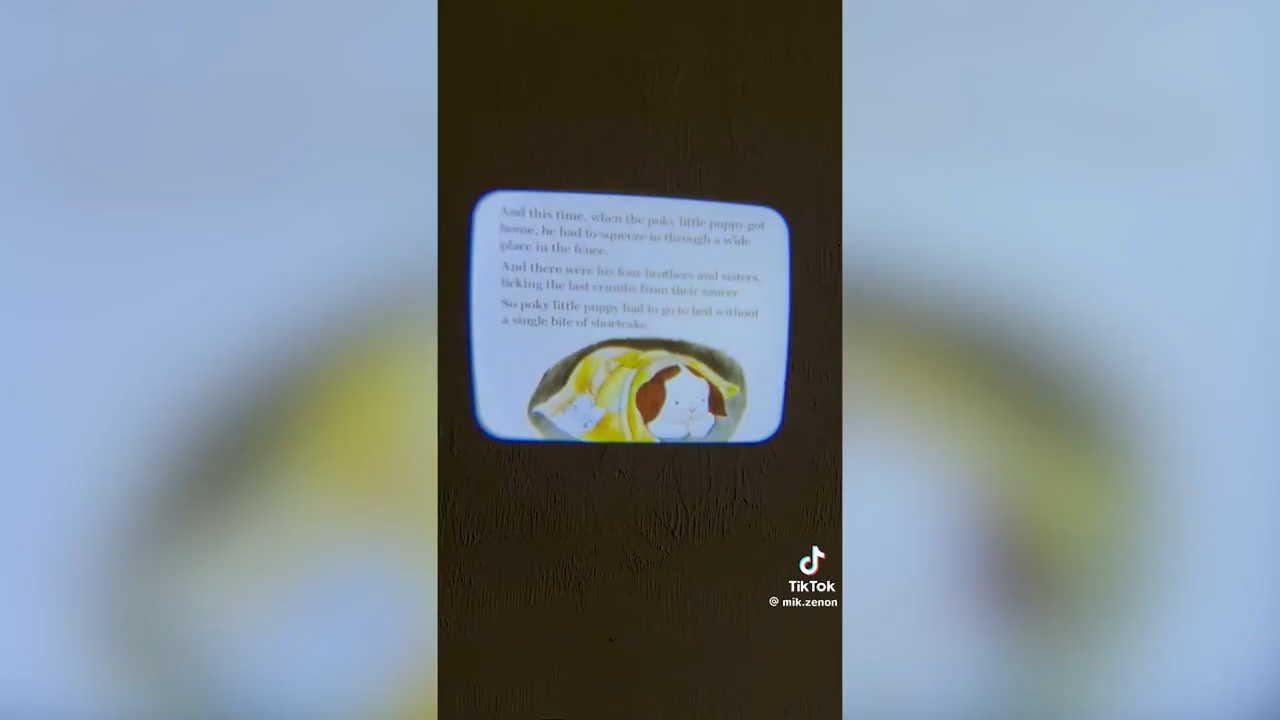 And this time, when the poky little puppy got
home, he had to squeeze in through a wide
place in the fence.
And there were his four brothers and sisters,
licking the last crumbs from their saucer.
So poky little puppy had to go to bed without
a single bite of shortcake.
TikTok
@ mik.zenon